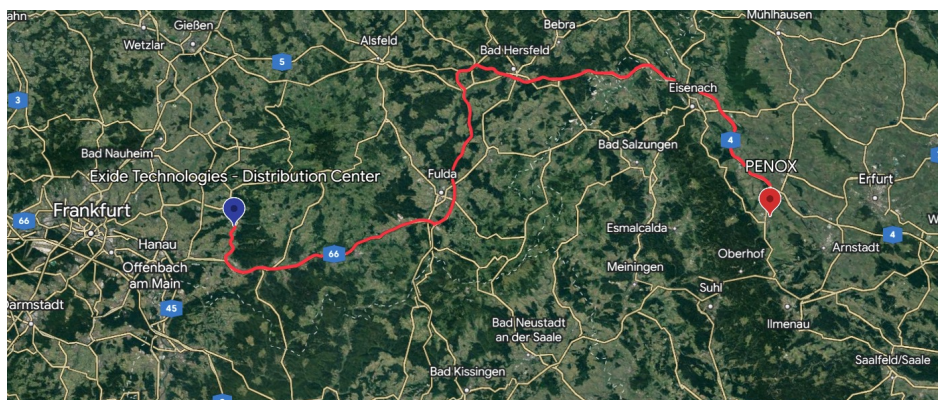 ahn
Gießen
Wetzlar
Alsfeld
Bebra
Mühlhausen
5
Bad Hersfeld
3
Eisenach
4
Bad Nauheim
Bad Salzungen
PENOX
Exide Technologies - Distribution Center
Fulda
Erfurt
Frankfurt
66
Hanau
Esmalcalda
W
4
Offenbach
am Main
66
Oberhof
Arnstadt
Meiningen
Darmstadt
45
Suhl
Ilmenau
Bad Neustadt
an der Saale
Saalfeld/Saale
Bad Kissingen